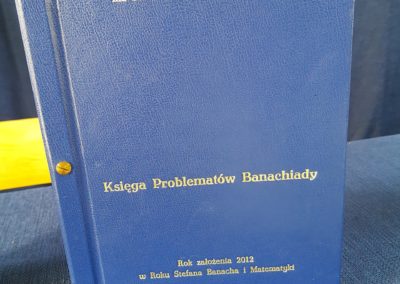 Księga Problematów Banachiady
Rok założenia 2012
w Roku Stefana Banacha i Matematyki